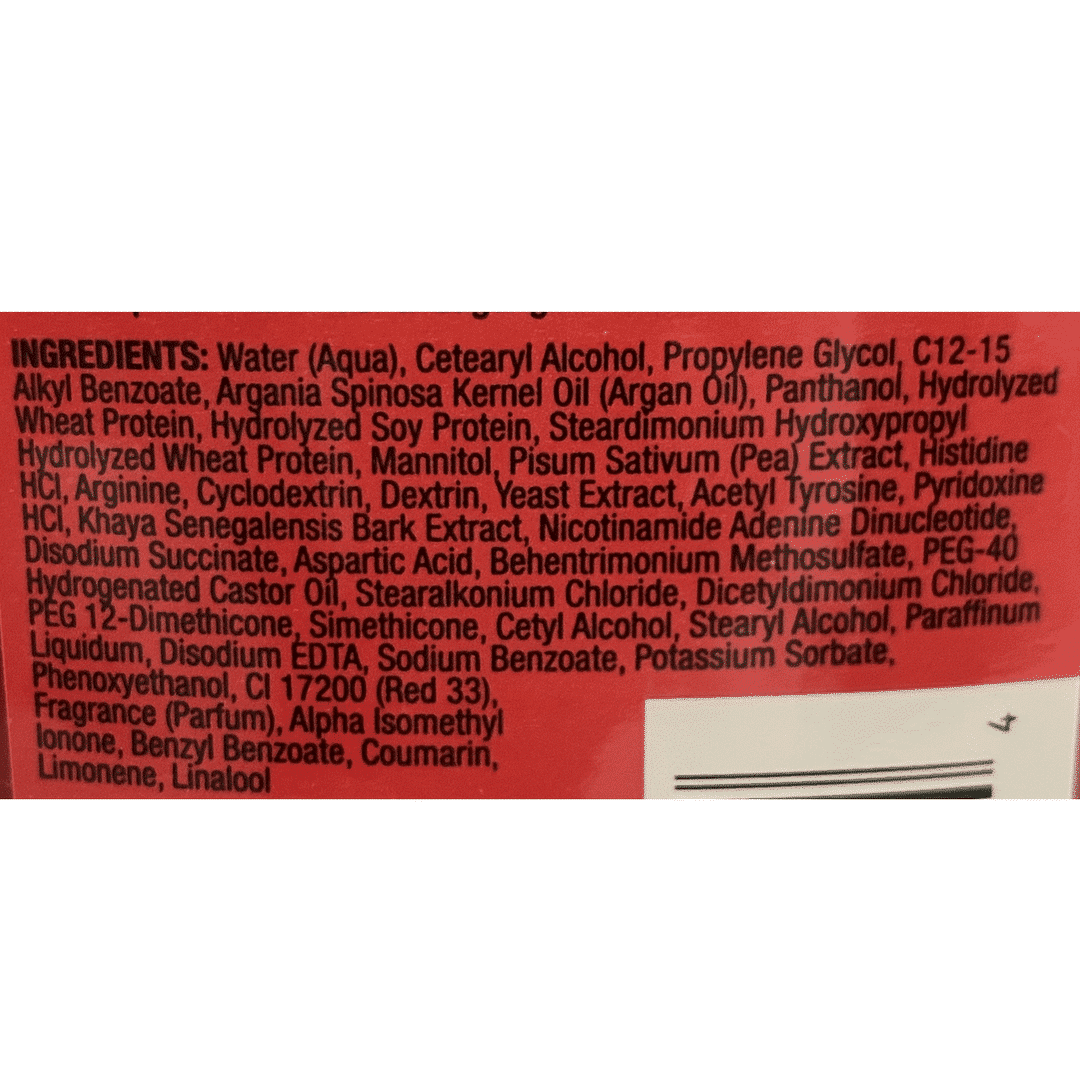 INGREDIENTS: Water (Aqua), Cetearyl Alcohol, Propylene Glycol, C12-15
Alkyl Benzoate, Argania Spinosa Kernel Oil (Argan Oil), Panthanol, Hydrolyzed
Wheat Protein, Hydrolyzed Soy Protein, Steardimonium Hydroxypropyl
Hydrolyzed Wheat Protein, Mannitol, Pisum Sativum (Pea) Extract, Histidine
HCl, Arginine, Cyclodextrin, Dextrin, Yeast Extract, Acetyl Tyrosine, Pyridoxine
HCl, Khaya Senegalensis Bark Extract, Nicotinamide Adenine Dinucleotide,
Disodium Succinate, Aspartic Acid, Behentrimonium Methosulfate, PEG-40
Hydrogenated Castor Oil, Stearalkonium Chloride, Dicetyldimonium Chloride,
PEG 12-Dimethicone, Simethicone, Cetyl Alcohol, Stearyl Alcohol, Paraffinum
Liquidum, Disodium EDTA, Sodium Benzoate, Potassium Sorbate,
Phenoxyethanol, CI 17200 (Red 33),
Fragrance (Parfum), Alpha Isomethyl
Ionone, Benzyl Benzoate, Coumarin,
Limonene, Linalool